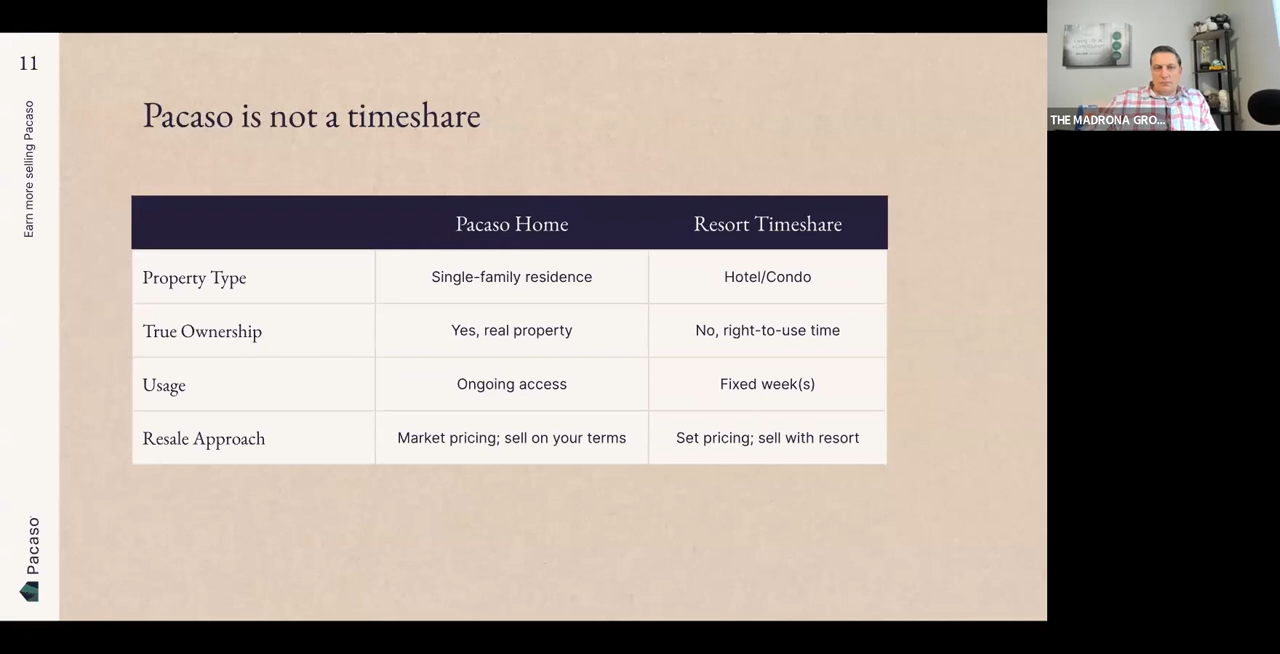 11
Earn more selling Pacaso
Pacaso
Pacaso is not a timeshare
Pacaso Home Resort Timeshare
Property Type Single-family residence Hotel/Condo
True Ownership Yes, real property No, right-to-use time
Usage Ongoing access Fixed week(s)
Resale Approach Market pricing; sell on your terms Set pricing; sell with resort
THE MADRONA GRO...